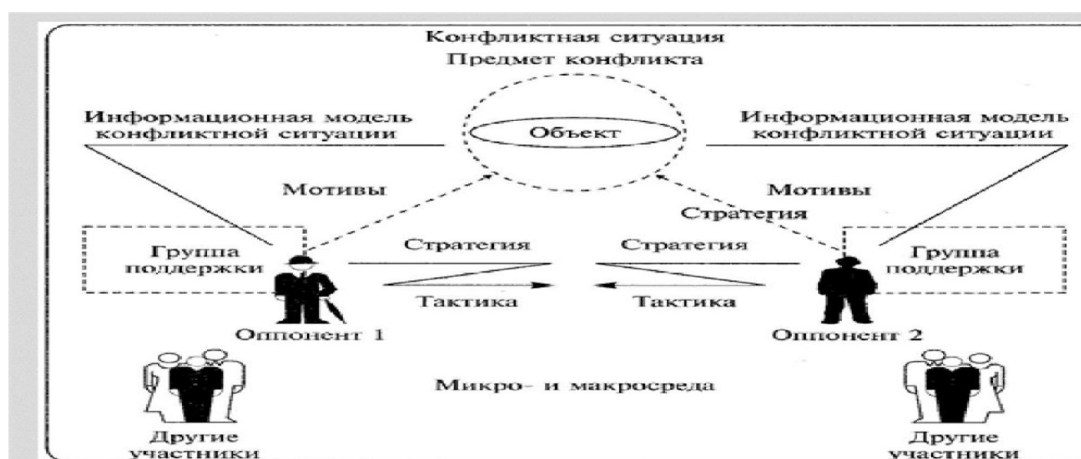 Конфликтная ситуация
Предмет конфликта
Информационная модель
конфликтной ситуации
Объект
Информационная модель
конфликтной ситуации
Мотивы
Мотивы
Стратегия
Группа
поддержки
Стратегия
Стратегия
Группа
поддержки
Тактика
Тактика
Оппонент 1
Оппонент 2
Микро- и макросреда
Другие
участники
Другие
участники